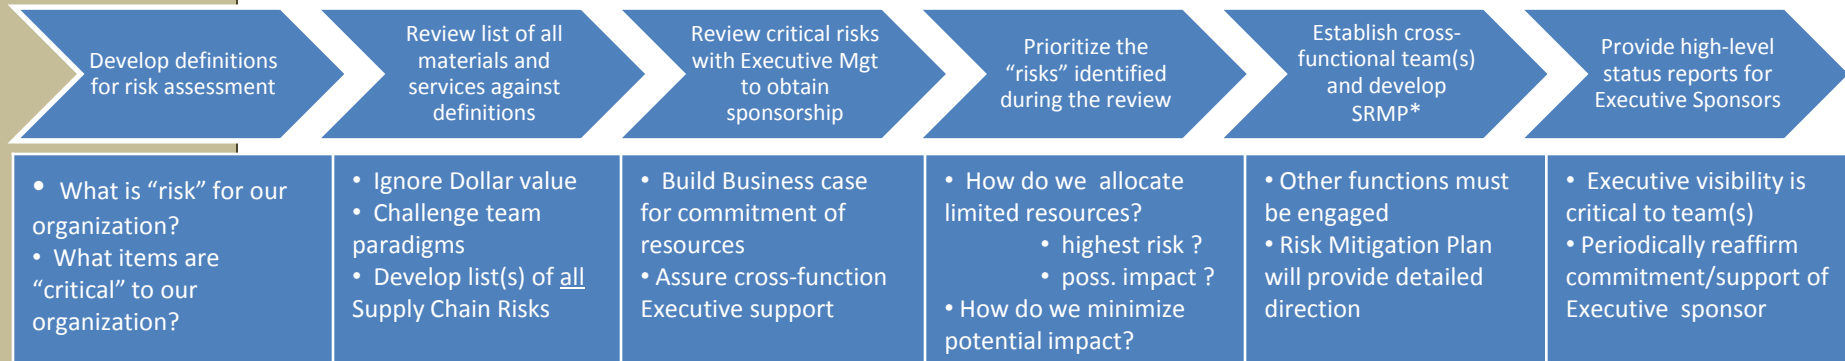 Develop definitions
for risk assessment
Review list of all
materials and
services against
definitions
Review critical risks
with Executive Mgt
to obtain
sponsorship
Prioritize the
“risks” identified
during the review
Establish cross-
functional team(s)
and develop
SRMP*
Provide high-level
status reports for
Executive Sponsors
• What is “risk” for our
organization?
• What items are
“critical” to our
organization?
• Ignore Dollar value
• Challenge team
paradigms
• Develop list(s) of all
Supply Chain Risks
• Build Business case
for commitment of
resources
• Assure cross-function
Executive support
• How do we allocate
limited resources?
• highest risk ?
• poss. impact ?
• How do we minimize
potential impact?
• Other functions must
be engaged
• Risk Mitigation Plan
will provide detailed
direction
• Executive visibility is
critical to team(s)
• Periodically reaffirm
commitment/support of
Executive sponsor